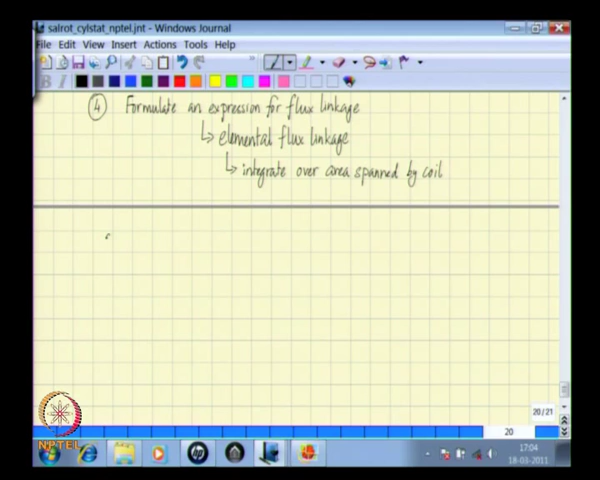 salrot_cylstat_nptel.jnt - Windows Journal
File Edit View Insert Actions Tools Help
B I
④ Formulate an expression for flux linkage
↳ elemental flux linkage
↳ integrate over area spanned by coil
20/21
20
NPTEL
hp
17:04
18-03-2011